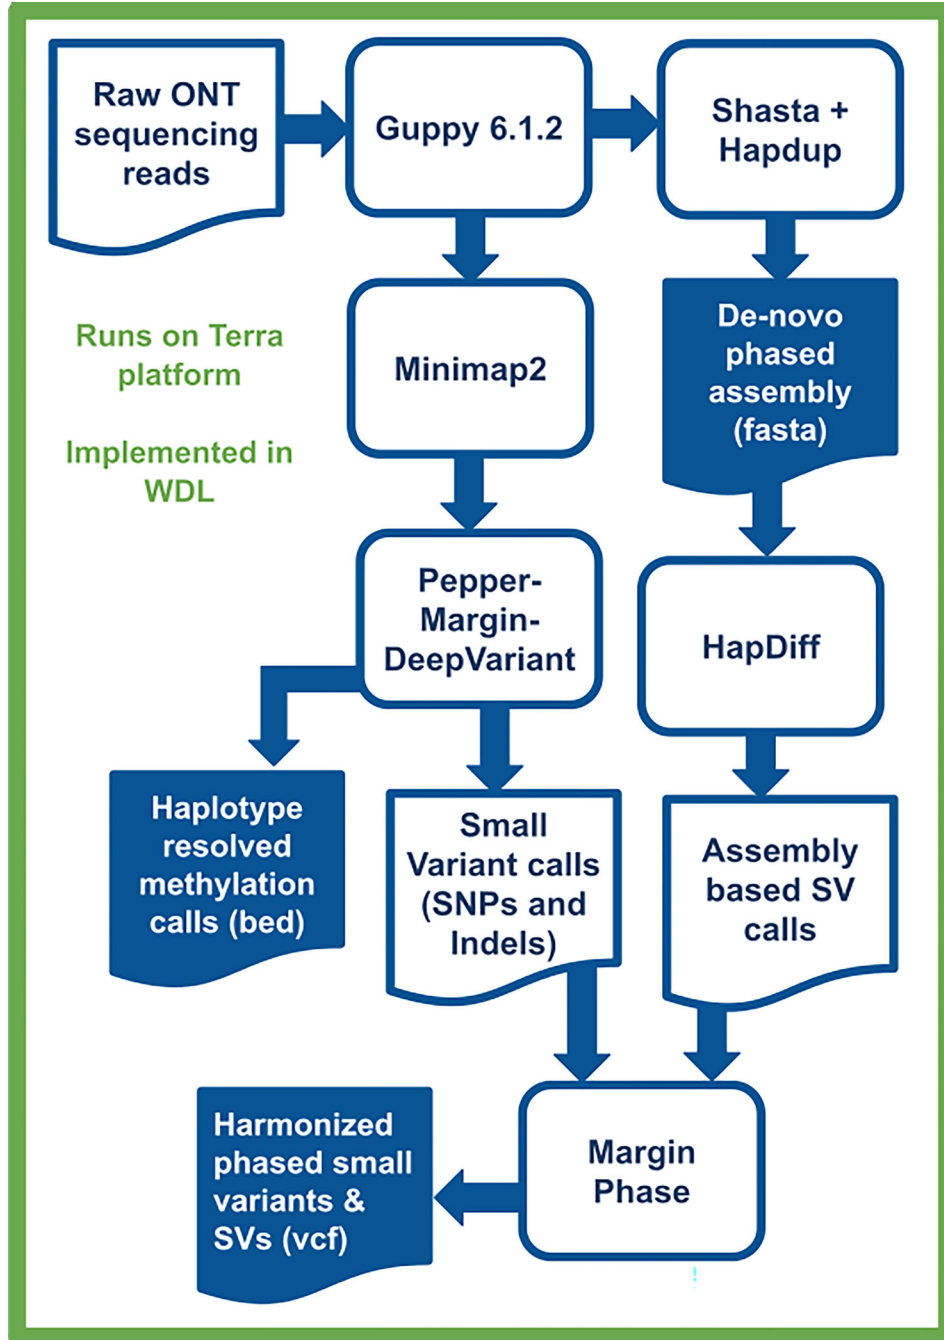 Raw ONT
sequencing
reads
Guppy 6.1.2
Shasta +
Hapdup
Runs on Terra
platform
Implemented in
WDL
Minimap2
De-novo
phased
assembly
(fasta)
Pepper-
Margin-
DeepVariant
HapDiff
Haplotype
resolved
methylation
calls (bed)
Small
Variant calls
(SNPs and
Indels)
Assembly
based SV
calls
Harmonized
phased small
variants &
SVs (vcf)
Margin
Phase